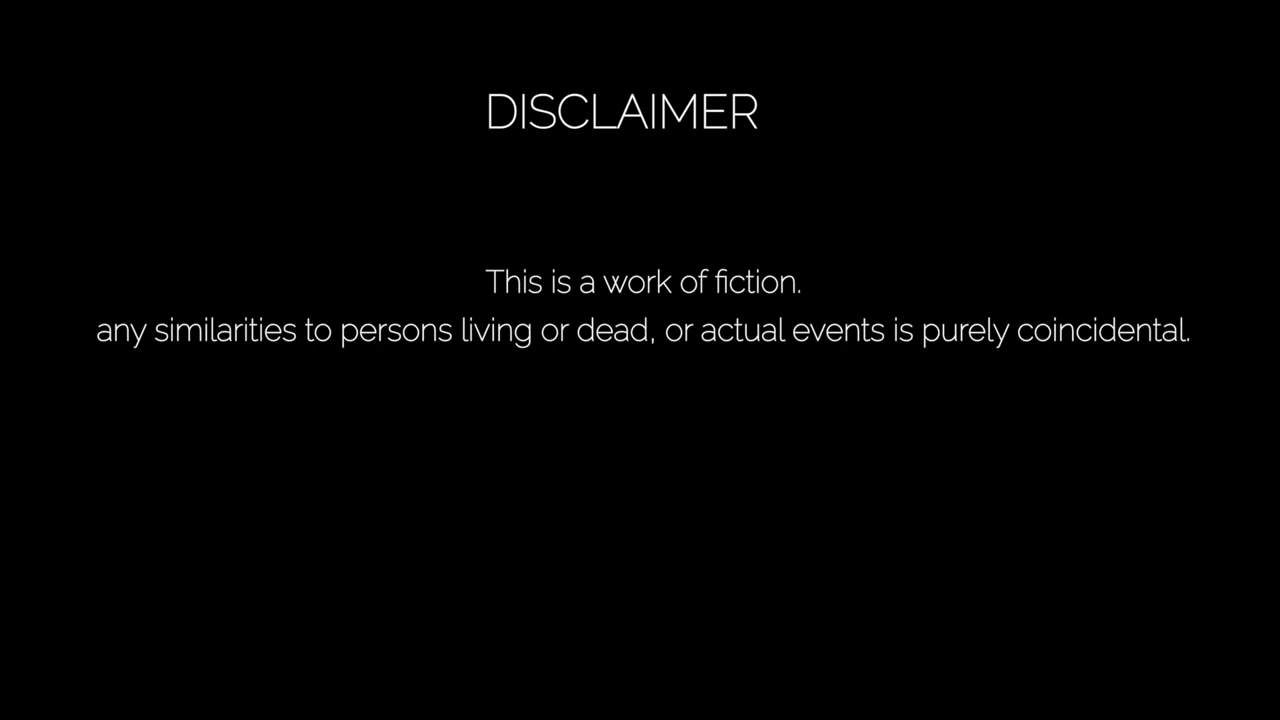 DISCLAIMER
This is a work of fiction.
any similarities to persons living or dead, or actual events is purely coincidental.